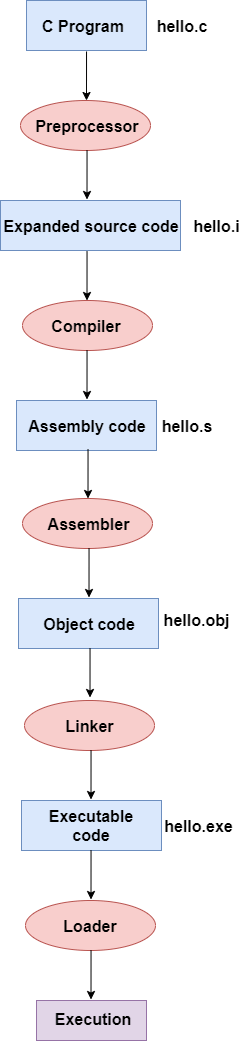 C Program hello.c
Preprocessor
Expanded source code hello.i
Compiler
Assembly code hello.s
Assembler
Object code hello.obj
Linker
Executable
code
hello.exe
Loader
Execution